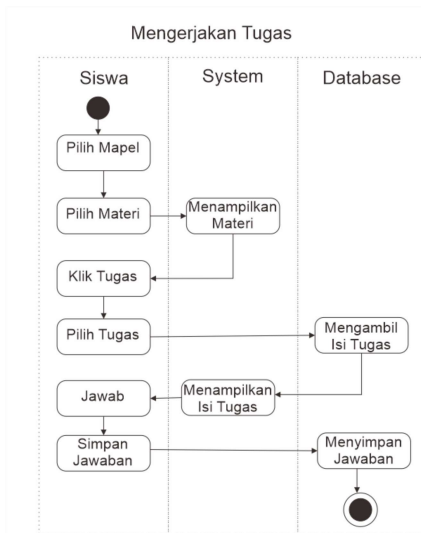 Mengerjakan Tugas
Siswa
System
Database
Pilih Mapel
Pilih Materi
Menampilkan
Materi
Klik Tugas
Pilih Tugas
Mengambil
Isi Tugas
Jawab
Menampilkan
Isi Tugas
Simpan
Jawaban
Menyimpan
Jawaban